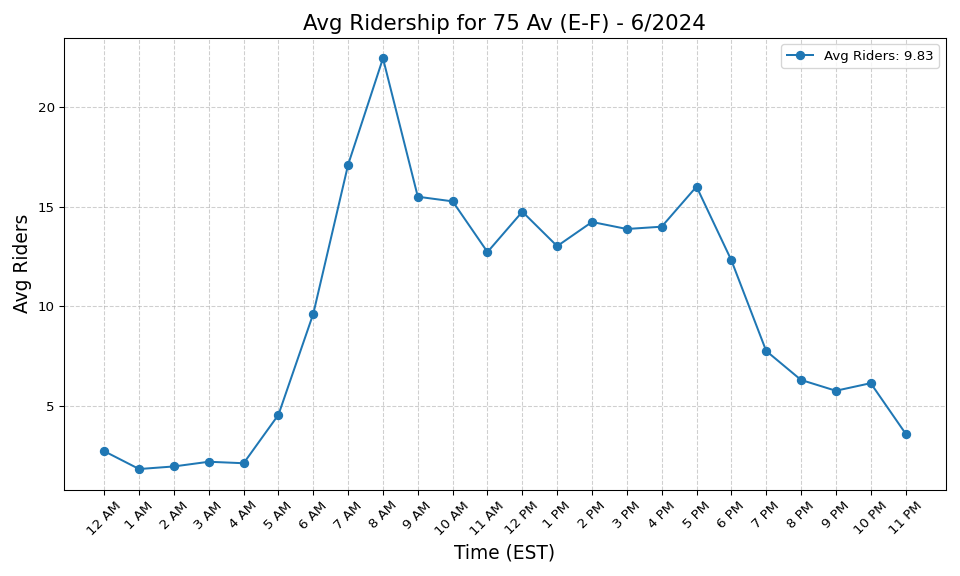 Avg Ridership for 75 Av (E-F) - 6/2024
Avg Riders: 9.83
Avg Riders
20
15
10
5
12 AM
1 AM
2 AM
3 AM
4 AM
5 AM
6 AM
7 AM
8 AM
9 AM
10 AM
11 AM
12 PM
1 PM
2 PM
3 PM
4 PM
5 PM
6 PM
7 PM
8 PM
9 PM
10 PM
11 PM
Time (EST)